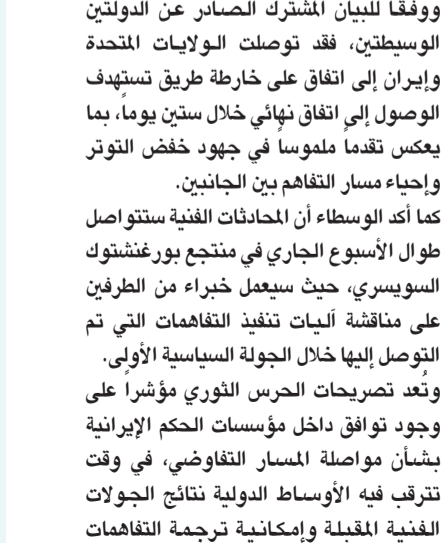 ووفقاً للبيان المشترك الصادر عن الدولتين
الوسيطتين، فقد توصلت الولايات المتحدة
وإيران إلى اتفاق على خارطة طريق تستهدف
الوصول إلى اتفاق نهائي خلال ستين يوماً، بما
يعكس تقدماً ملموساً في جهود خفض التوتر
وإحياء مسار التفاهم بين الجانبين.
كما أكد الوسطاء أن المحادثات الفنية ستتواصل
طوال الأسبوع الجاري في منتجع بورغنشتوك
السويسري، حيث سيعمل خبراء من الطرفين
على مناقشة آليات تنفيذ التفاهمات التي تم
التوصل إليها خلال الجولة السياسية الأولى.
وتُعد تصريحات الحرس الثوري مؤشراً على
وجود توافق داخل مؤسسات الحكم الإيرانية
بشأن مواصلة المسار التفاوضي، في وقت
تترقب فيه الأوساط الدولية نتائج الجولات
الفنية المقبلة وإمكانية ترجمة التفاهمات